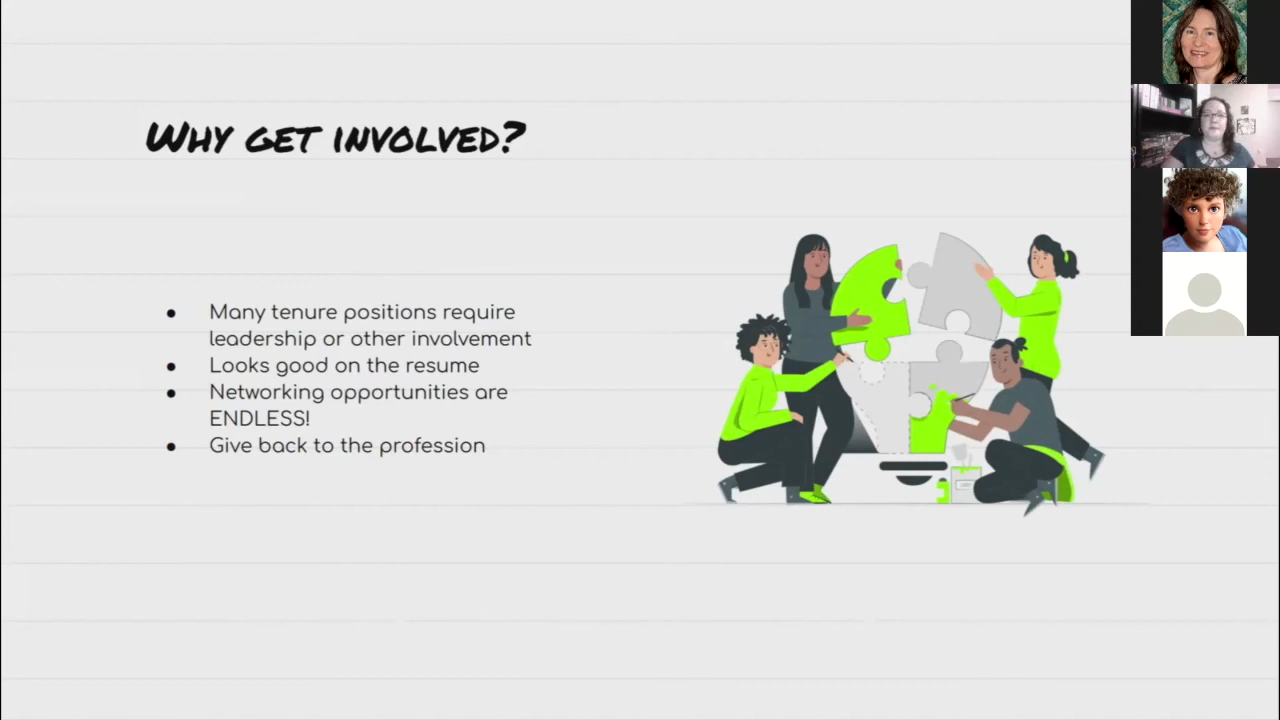 Why get involved?
● Many tenure positions require
leadership or other involvement
● Looks good on the resume
● Networking opportunities are
ENDLESS!
● Give back to the profession